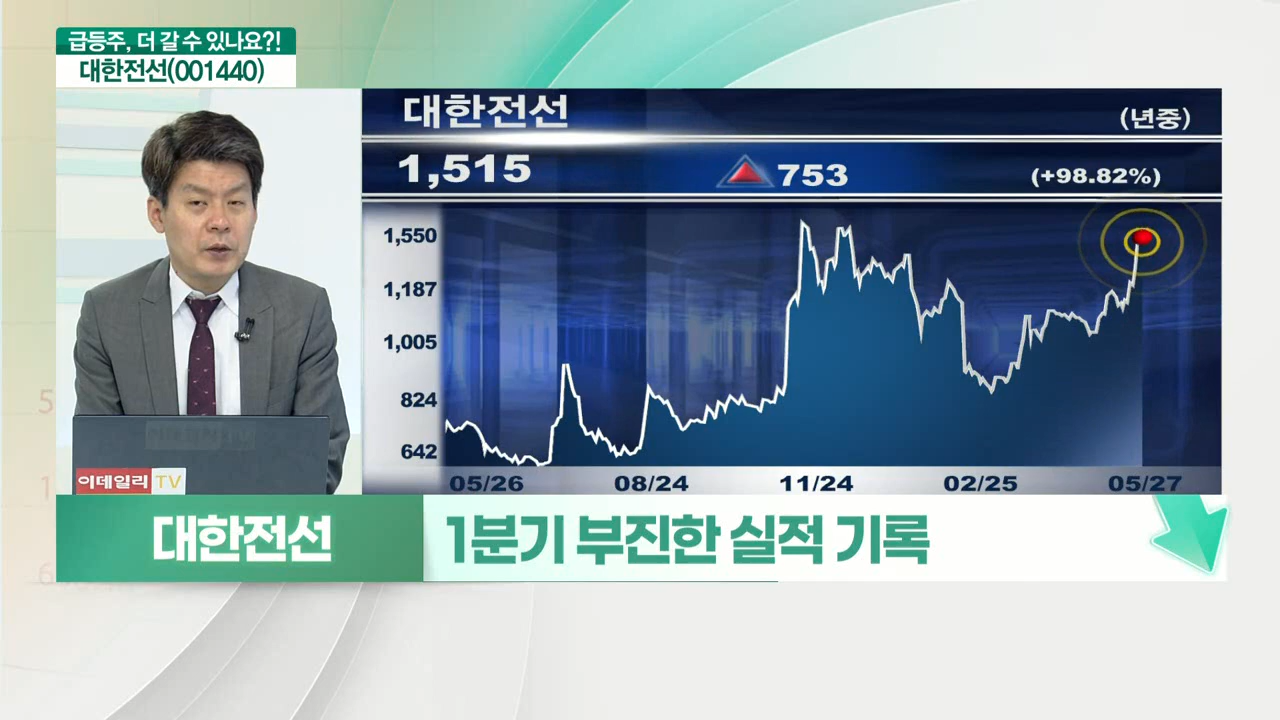 급등주, 더 갈 수 있나요?!
대한전선(001440)
대한전선
(년중)
1,515
753
(+98.82%)
1,550
1,187
1,005
824
642
05/26
08/24
11/24
02/25
05/27
이데일리 TV
대한전선
1분기 부진한 실적 기록